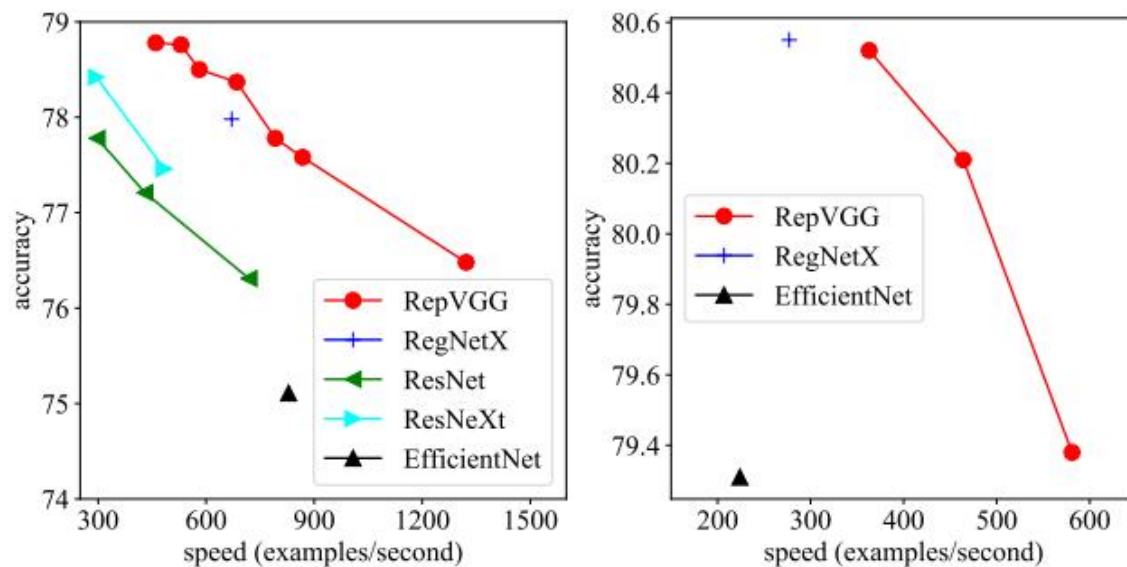 79
78
77
76
75
74
accuracy
300
600
900
1200
1500
speed (examples/second)
RepVGG
RegNetX
ResNet
ResNeXt
EfficientNet
80.6
80.4
80.2
80.0
79.8
79.6
79.4
accuracy
200
300
400
500
600
speed (examples/second)
RepVGG
RegNetX
EfficientNet